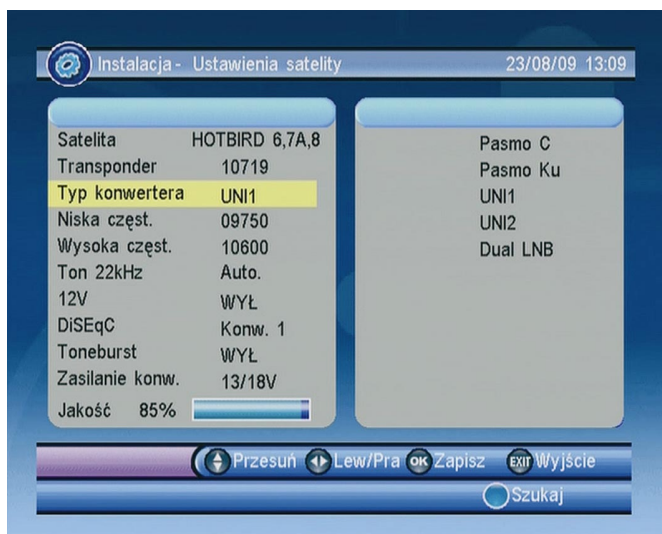 Instalacja - Ustawienia satelity 23/08/09 13:09
Satelita HOTBIRD 6,7A,8
Transponder 10719
Typ konwertera UNI1
Niska częst. 09750
Wysoka częst. 10600
Ton 22kHz Auto.
12V WYŁ
DiSEqC Konw. 1
Toneburst WYŁ
Zasilanie konw. 13/18V
Jakość 85%
Pasmo C
Pasmo Ku
UNI1
UNI2
Dual LNB
Przesuń Lew/Pra OK Zapisz EXIT Wyjście
Szukaj